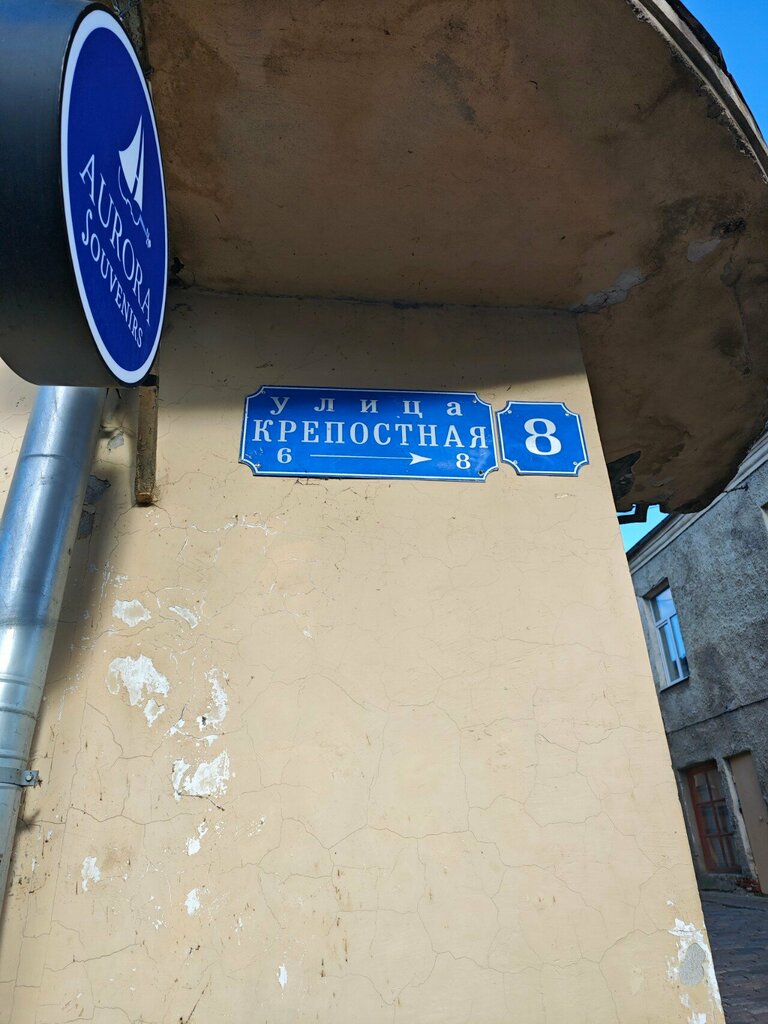 AURORA
SOUVENIRS
улица
КРЕПОСТНАЯ
6 8
8